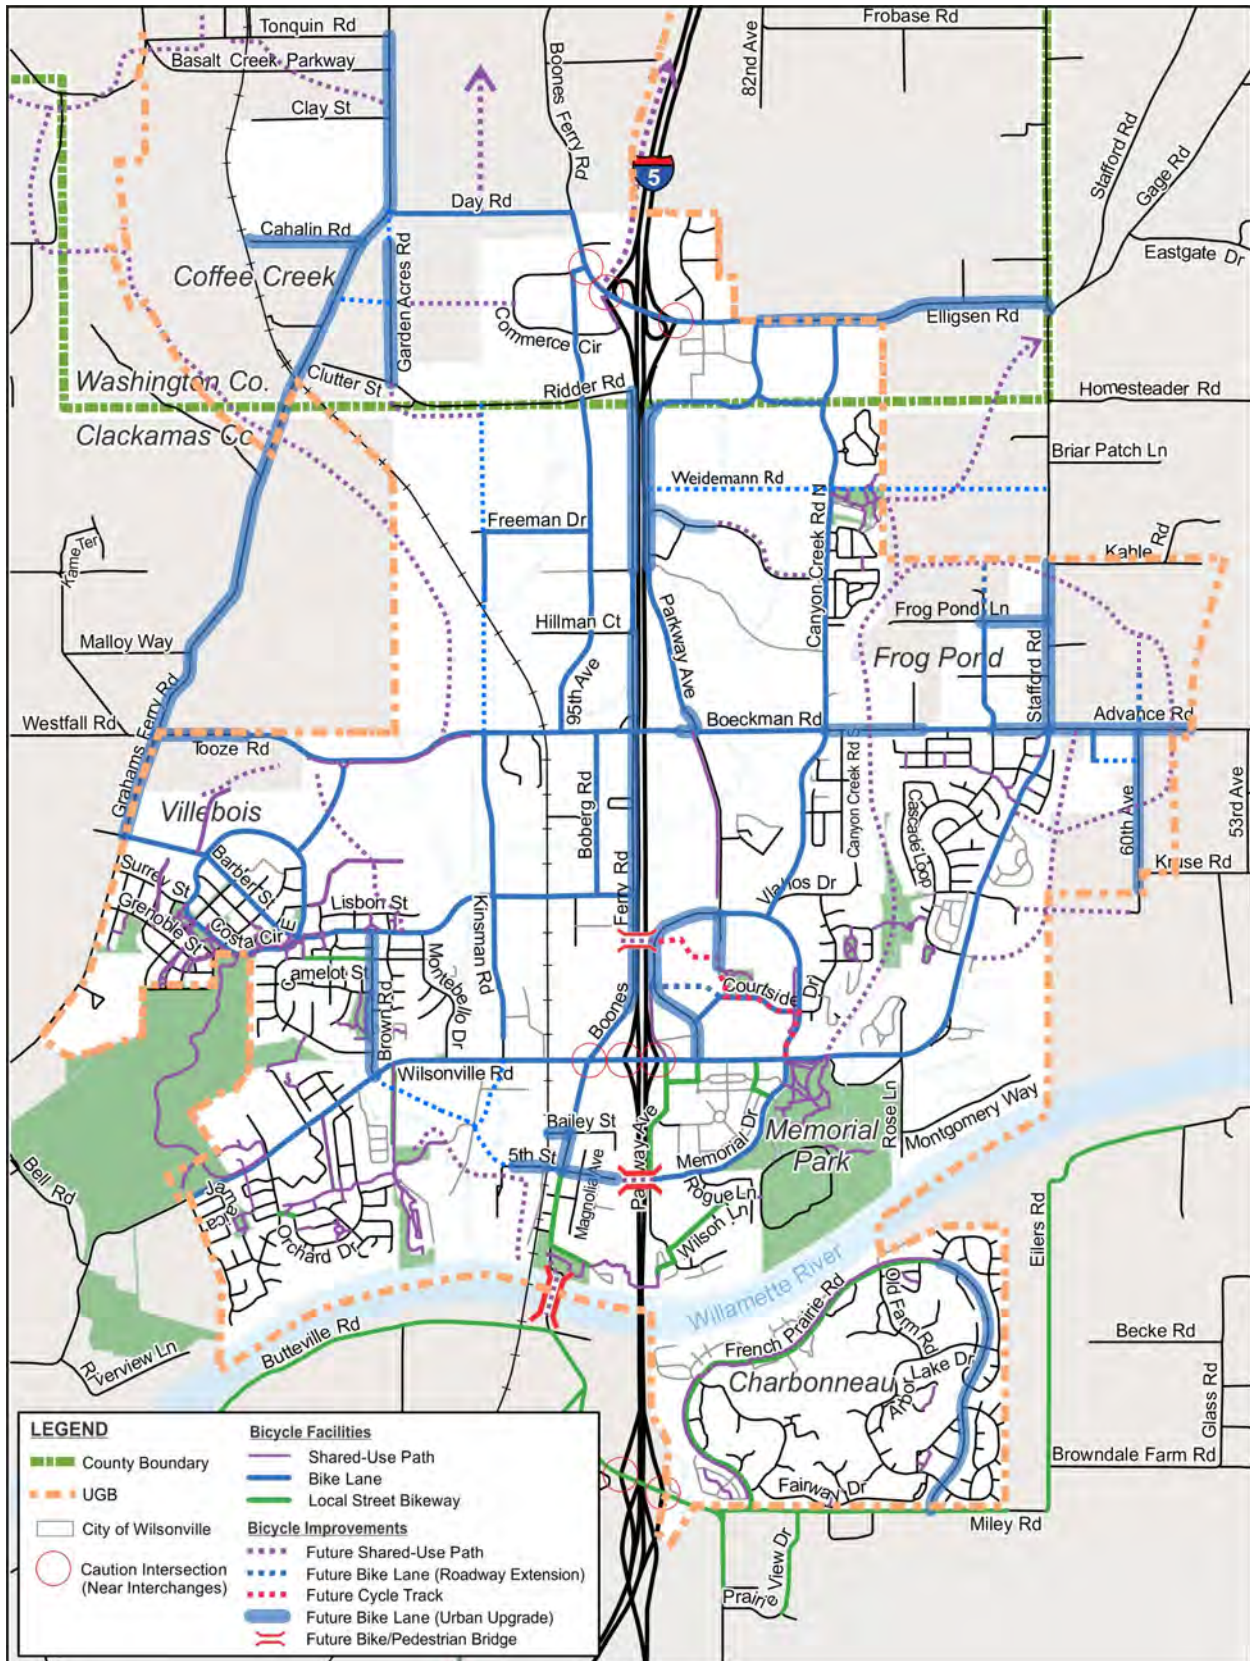 Frobase Rd
Tonquin Rd
Basalt Creek Parkway
Boones Ferry Rd
82nd Ave
Clay St
Stafford Rd
Gage Rd
5
Day Rd
Cahalin Rd
Garden Acres Rd
Eastgate Dr
Coffee Creek
Elligsen Rd
Commerce Cir
Washington Co.
Clutter St
Ridder Rd
Homesteader Rd
Clackamas Co
Briar Patch Ln
Weidemann Rd
Canyon Creek Rd N
Freeman Dr
Kame Ter
Kahle Rd
Parkway Ave
Frog Pond Ln
Hillman Ct
Malloy Way
95th Ave
Frog Pond
Stafford Rd
Westfall Rd
Grahams Ferry Rd
Tooze Rd
Boeckman Rd
Advance Rd
Canyon Creek Rd S
Villebois
Boberg Rd
Cascade Loop
60th Ave
53rd Ave
Surrey St
Barber St
Kruse Rd
Vlahos Dr
Grenoble St
Lisbon St
Kinsman Rd
Ferry Rd
Costa Cir E
Camelot St
Montebello Dr
Brown Rd
Courtside Dr
Boones
Wilsonville Rd
Rose Ln
Montgomery Way
Bailey St
Parkway Ave
Memorial Dr
Memorial
Park
5th St
Magnolia Ave
Rogue Ln
Bell Rd
Jamaica
Orchard Dr
Wilson Ln
Eilers Rd
Willamette River
French Prairie Rd
Old Farm Rd
Butteville Rd
Riverview Ln
Becke Rd
Charbonneau
Arbor Lake Dr
Glass Rd
Browndale Farm Rd
Fairway Dr
Miley Rd
Prairie View Dr
LEGEND
County Boundary
UGB
City of Wilsonville
Caution Intersection
(Near Interchanges)
Bicycle Facilities
Shared-Use Path
Bike Lane
Local Street Bikeway
Bicycle Improvements
Future Shared-Use Path
Future Bike Lane (Roadway Extension)
Future Cycle Track
Future Bike Lane (Urban Upgrade)
Future Bike/Pedestrian Bridge